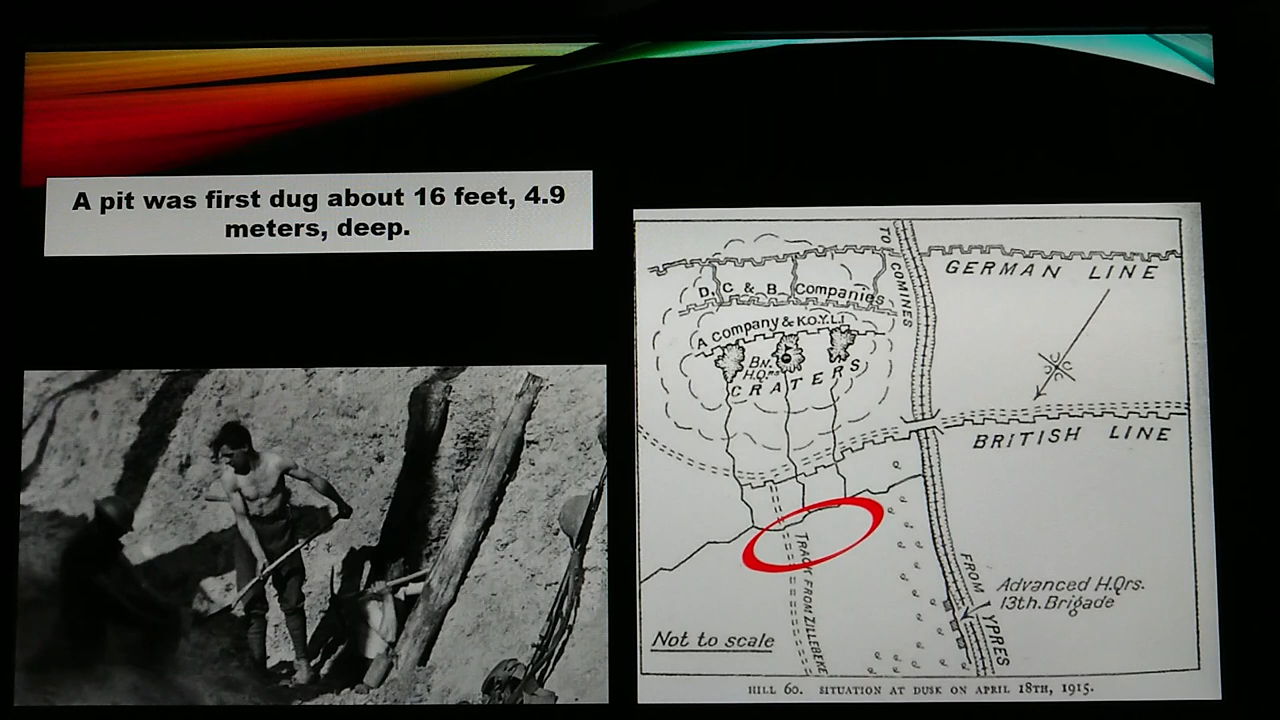 A pit was first dug about 16 feet, 4.9
meters, deep.
TO COMINES
GERMAN LINE
D, C & B. Companies
A Company & K.O.Y.L.I
BN.
H.QRS
CRATERS
BRITISH LINE
TRACK FROM ZILLEBEKE
FROM YPRES
Advanced H.Qrs.
13th. Brigade
Not to scale
HILL 60. SITUATION AT DUSK ON APRIL 18TH, 1915.